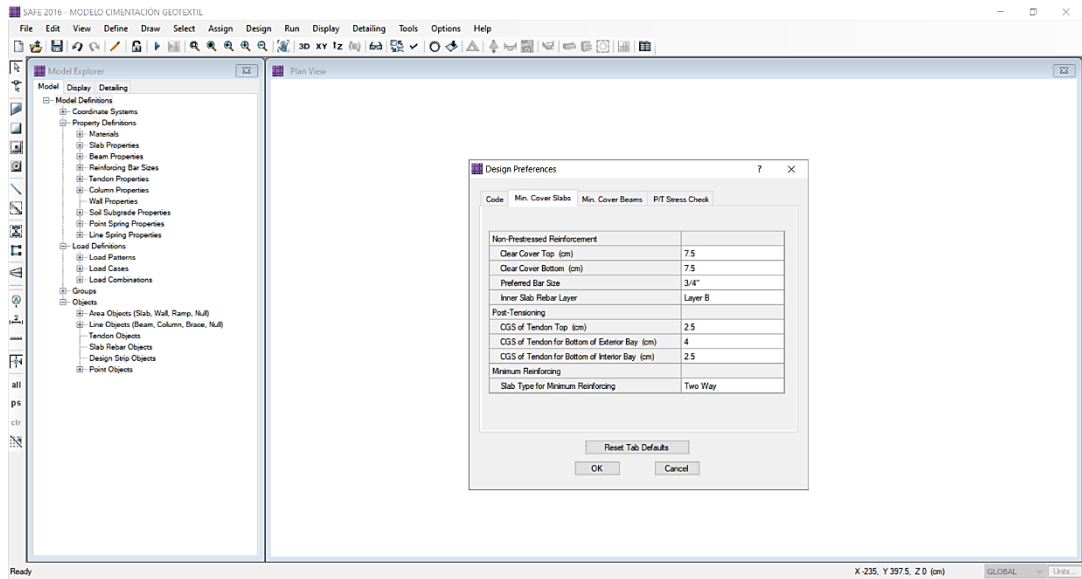 SAFE 2016 - MODELO CIMENTACIÓN GEOTEXTIL
File Edit View Define Draw Select Assign Design Run Display Detailing Tools Options Help
3D XY
Model Explorer
Model Display Detailing
Model Definitions
Coordinate Systems
Property Definitions
Materials
Slab Properties
Beam Properties
Reinforcing Bar Sizes
Tendon Properties
Column Properties
Wall Properties
Soil Subgrade Properties
Point Spring Properties
Line Spring Properties
Load Definitions
Load Patterns
Load Cases
Load Combinations
Groups
Objects
Area Objects (Slab, Wall, Ramp, Null)
Line Objects (Beam, Column, Brace, Null)
Tendon Objects
Slab Rebar Objects
Design Strip Objects
Point Objects
all
ps
clr
Plan View
Design Preferences ?
Code Min. Cover Slabs Min. Cover Beams P/T Stress Check
Non-Prestressed Reinforcement
Clear Cover Top (cm) 7.5
Clear Cover Bottom (cm) 7.5
Preferred Bar Size 3/4"
Inner Slab Rebar Layer Layer B
Post-Tensioning
CGS of Tendon Top (cm) 2.5
CGS of Tendon for Bottom of Exterior Bay (cm) 4
CGS of Tendon for Bottom of Interior Bay (cm) 2.5
Minimum Reinforcing
Slab Type for Minimum Reinforcing Two Way
Reset Tab Defaults
OK Cancel
Ready X -235, Y 397.5, Z 0 (cm) GLOBAL Units...